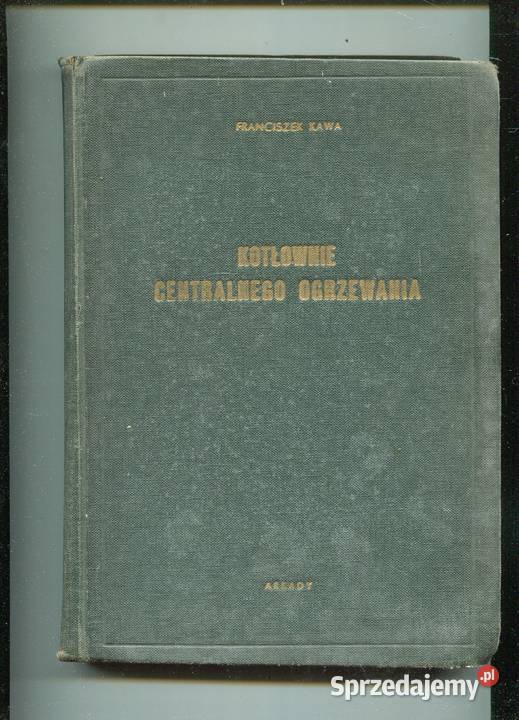 FRANCISZEK KAWA
KOTŁOWNIE
CENTRALNEGO OGRZEWANIA
ARKADY
Sprzedajemy.pl